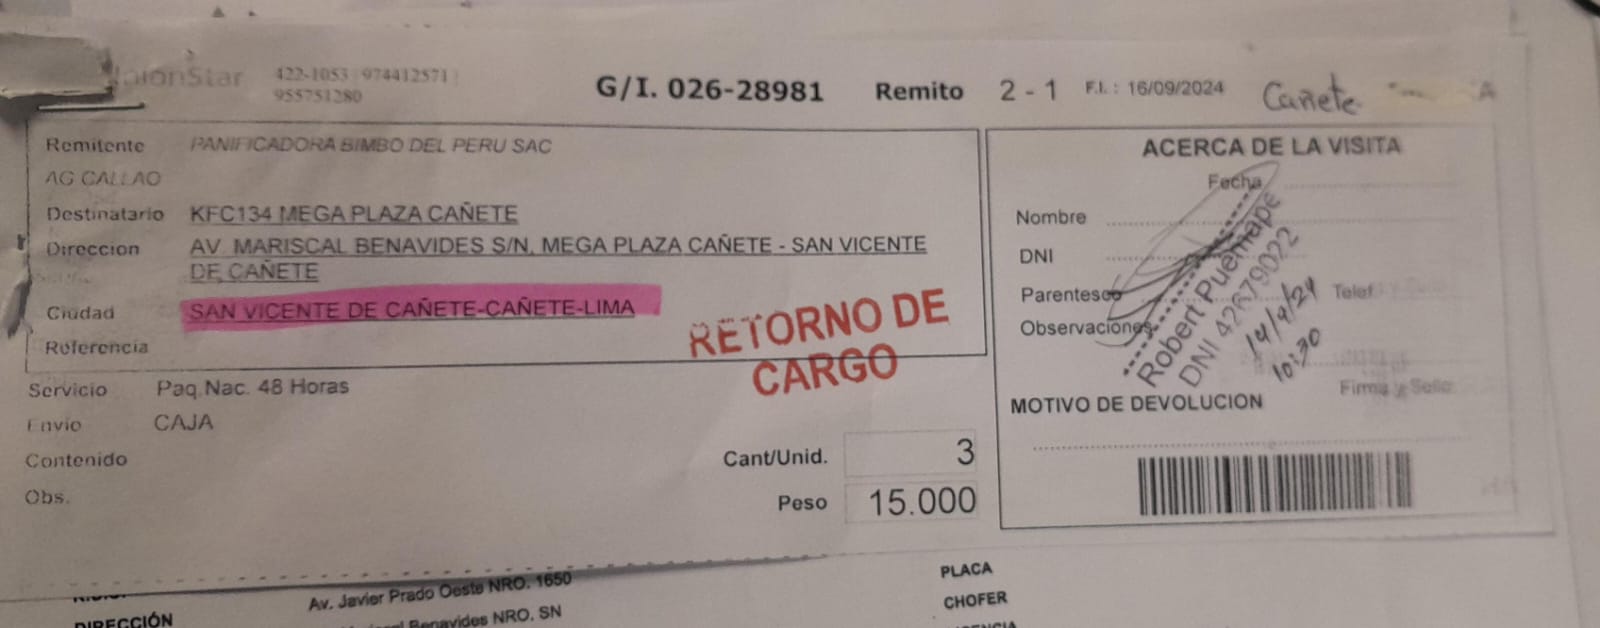 UnionStar 422-1053 974412571
955751280
G/I. 026-28981 Remito 2 - 1 F.I. : 16/09/2024 Cañete
Remitente PANIFICADORA BIMBO DEL PERU SAC
AG CALLAO
Destinatario KFC134 MEGA PLAZA CAÑETE
Direccion AV. MARISCAL BENAVIDES S/N, MEGA PLAZA CAÑETE - SAN VICENTE
DE CAÑETE
Ciudad SAN VICENTE DE CAÑETE-CAÑETE-LIMA
Referencia
RETORNO DE
CARGO
Servicio Paq.Nac. 48 Horas
Envio CAJA
Contenido
Obs.
Cant/Unid. 3
Peso 15.000
ACERCA DE LA VISITA
Fecha
Nombre
DNI
Parentesco
Telef.
Observaciones
Robert Puemape
DNI 42679022
10:30
Firma y Sello
MOTIVO DE DEVOLUCION
Av. Javier Prado Oeste NRO. 1650
DIRECCIÓN
Benavides NRO. SN
PLACA
CHOFER